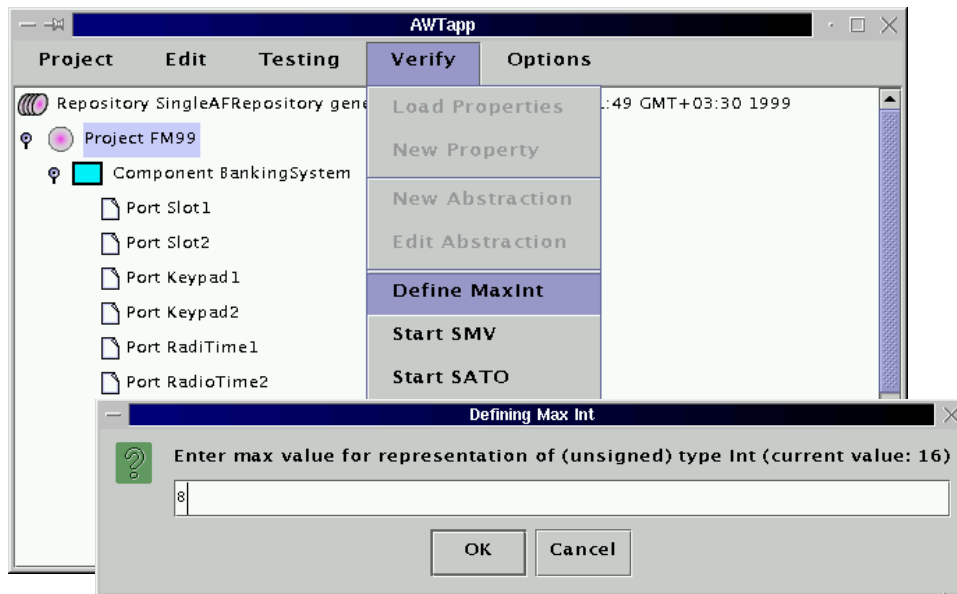 AWTapp
Project Edit Testing Verify Options
Repository SingleAFRepository :49 GMT+03:30 1999
Load Properties
Project FM99
New Property
Component BankingSystem
New Abstraction
Port Slot1
Port Slot2
Edit Abstraction
Port Keypad1
Define MaxInt
Port Keypad2
Start SMV
Port RadiTime1
Start SATO
Port RadioTime2
Defining Max Int
Enter max value for representation of (unsigned) type Int (current value: 16)
8
OK Cancel